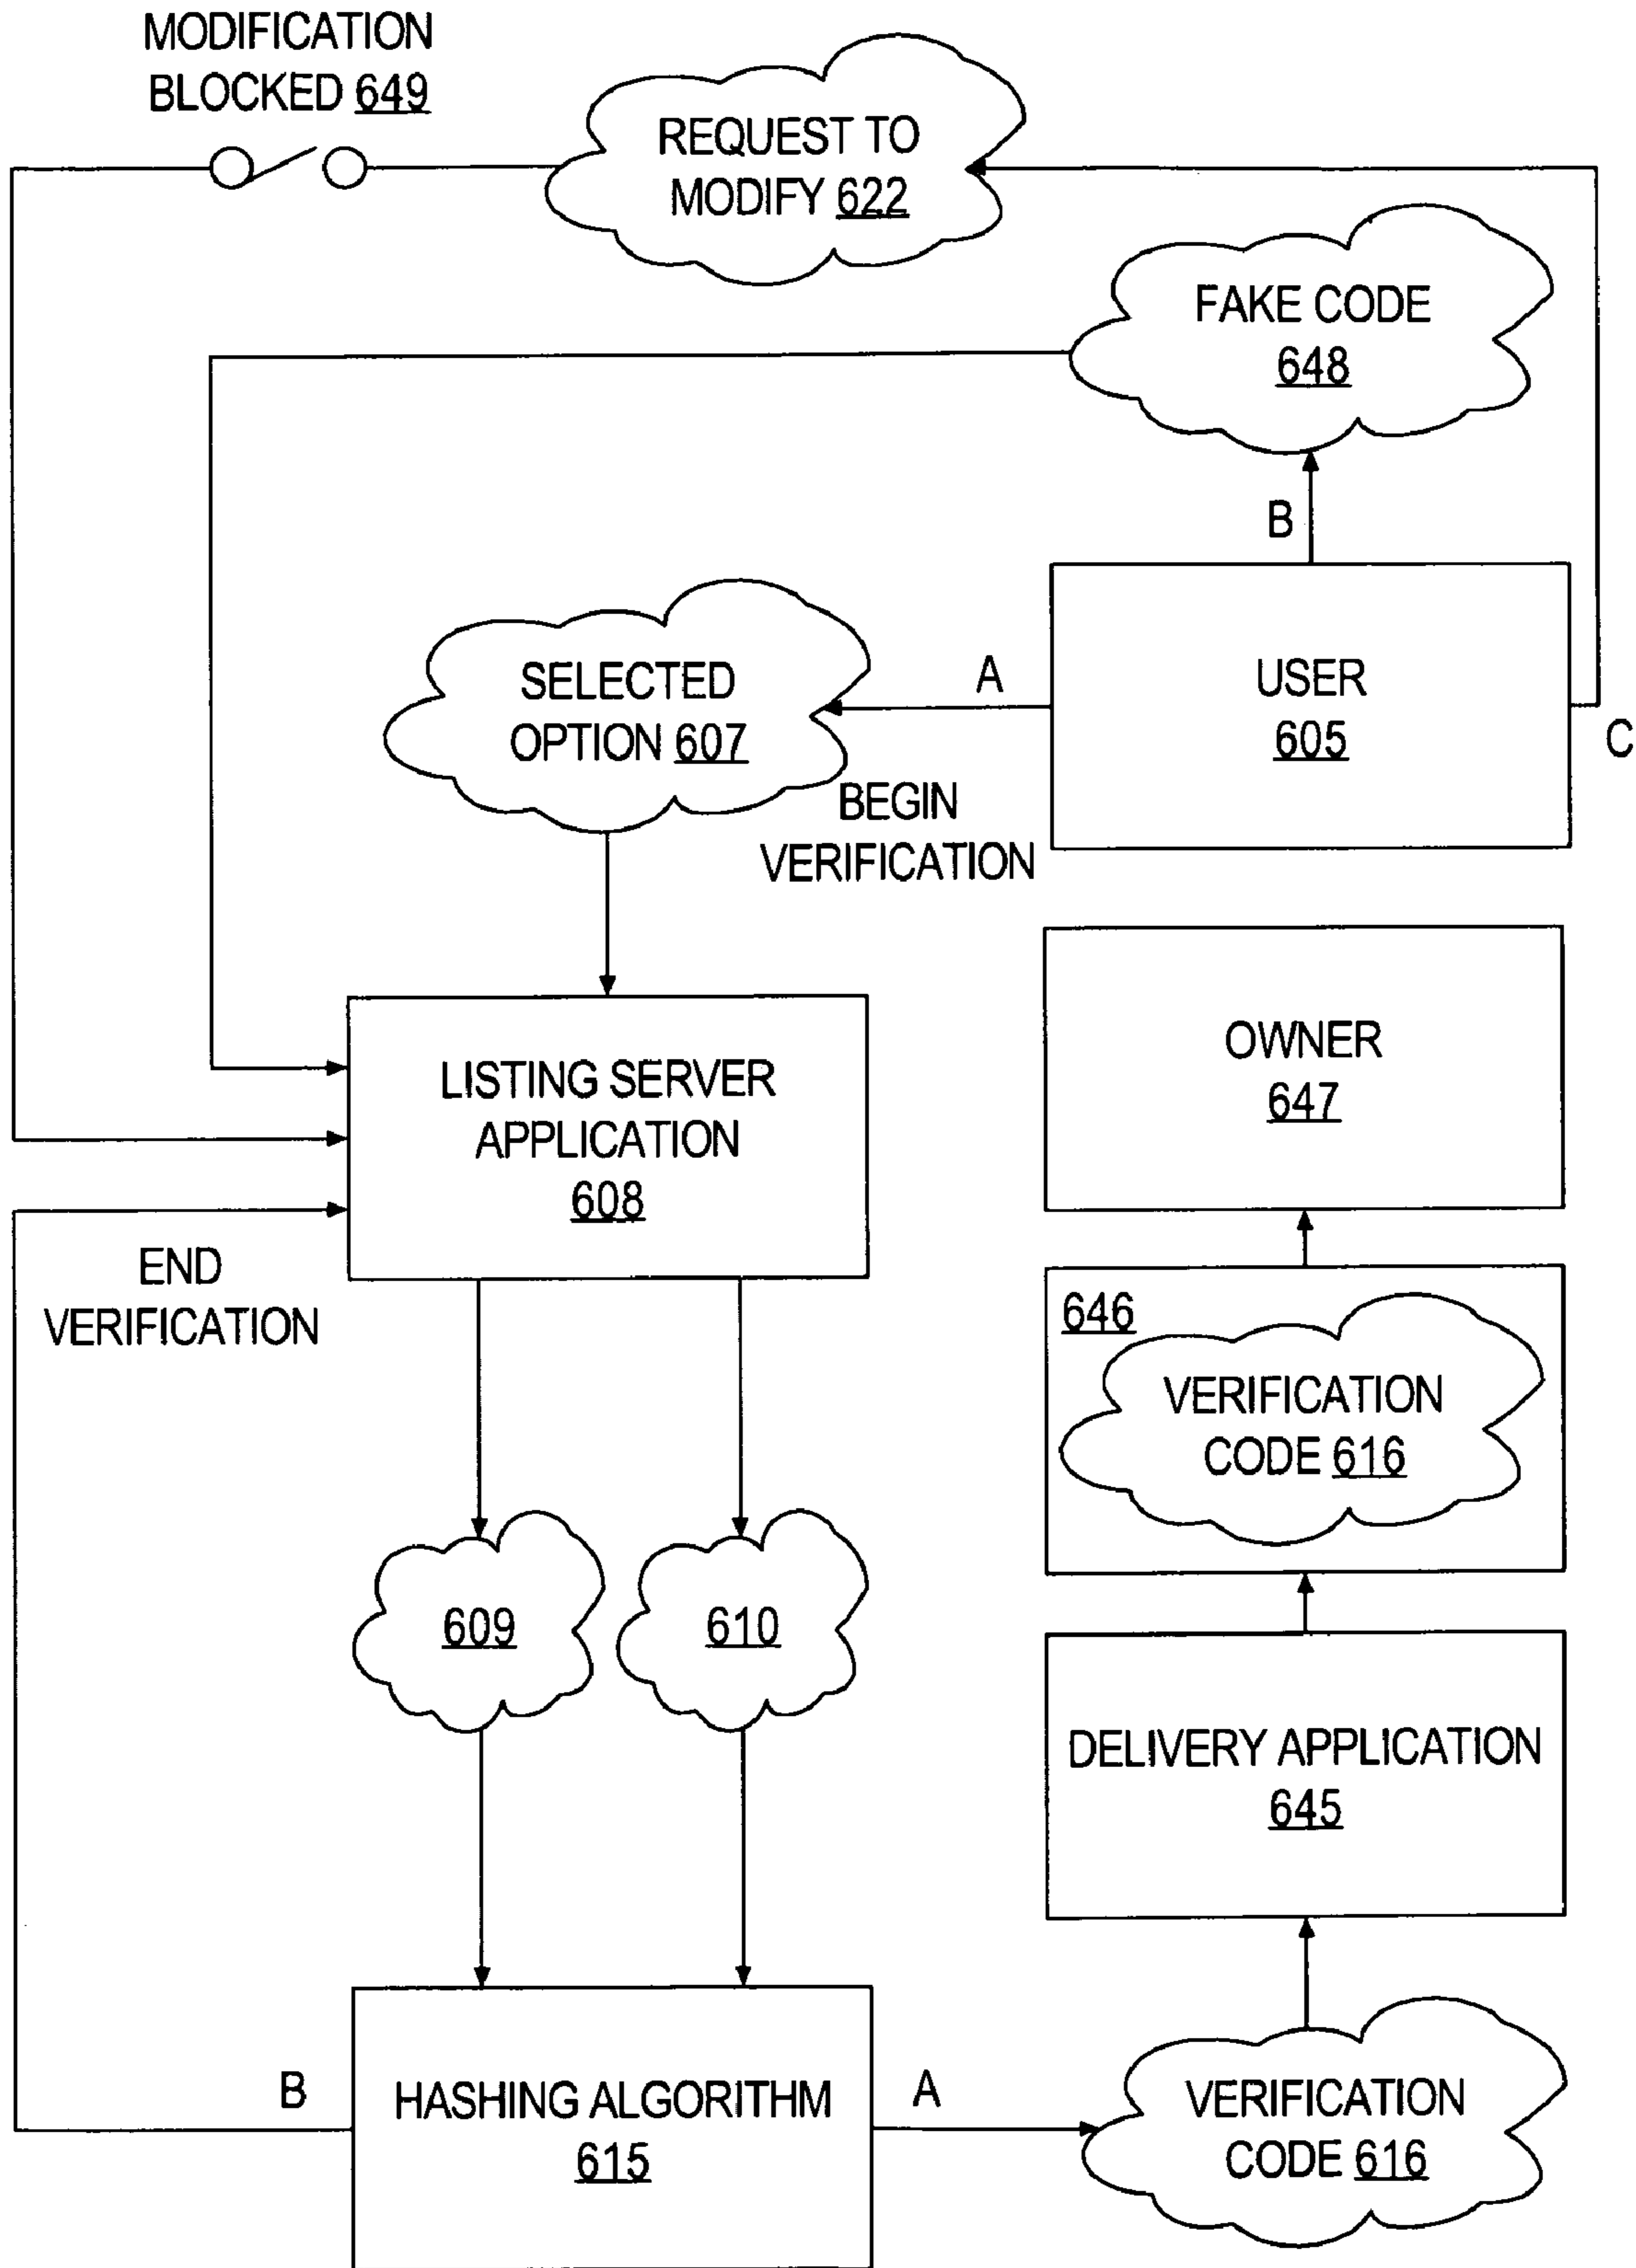 MODIFICATION
BLOCKED 649
REQUEST TO
MODIFY 622
FAKE CODE
648
B
SELECTED
OPTION 607
A
USER
605
C
BEGIN
VERIFICATION
OWNER
647
LISTING SERVER
APPLICATION
608
END
VERIFICATION
646
VERIFICATION
CODE 616
609
610
DELIVERY APPLICATION
645
B
HASHING ALGORITHM
615
A
VERIFICATION
CODE 616